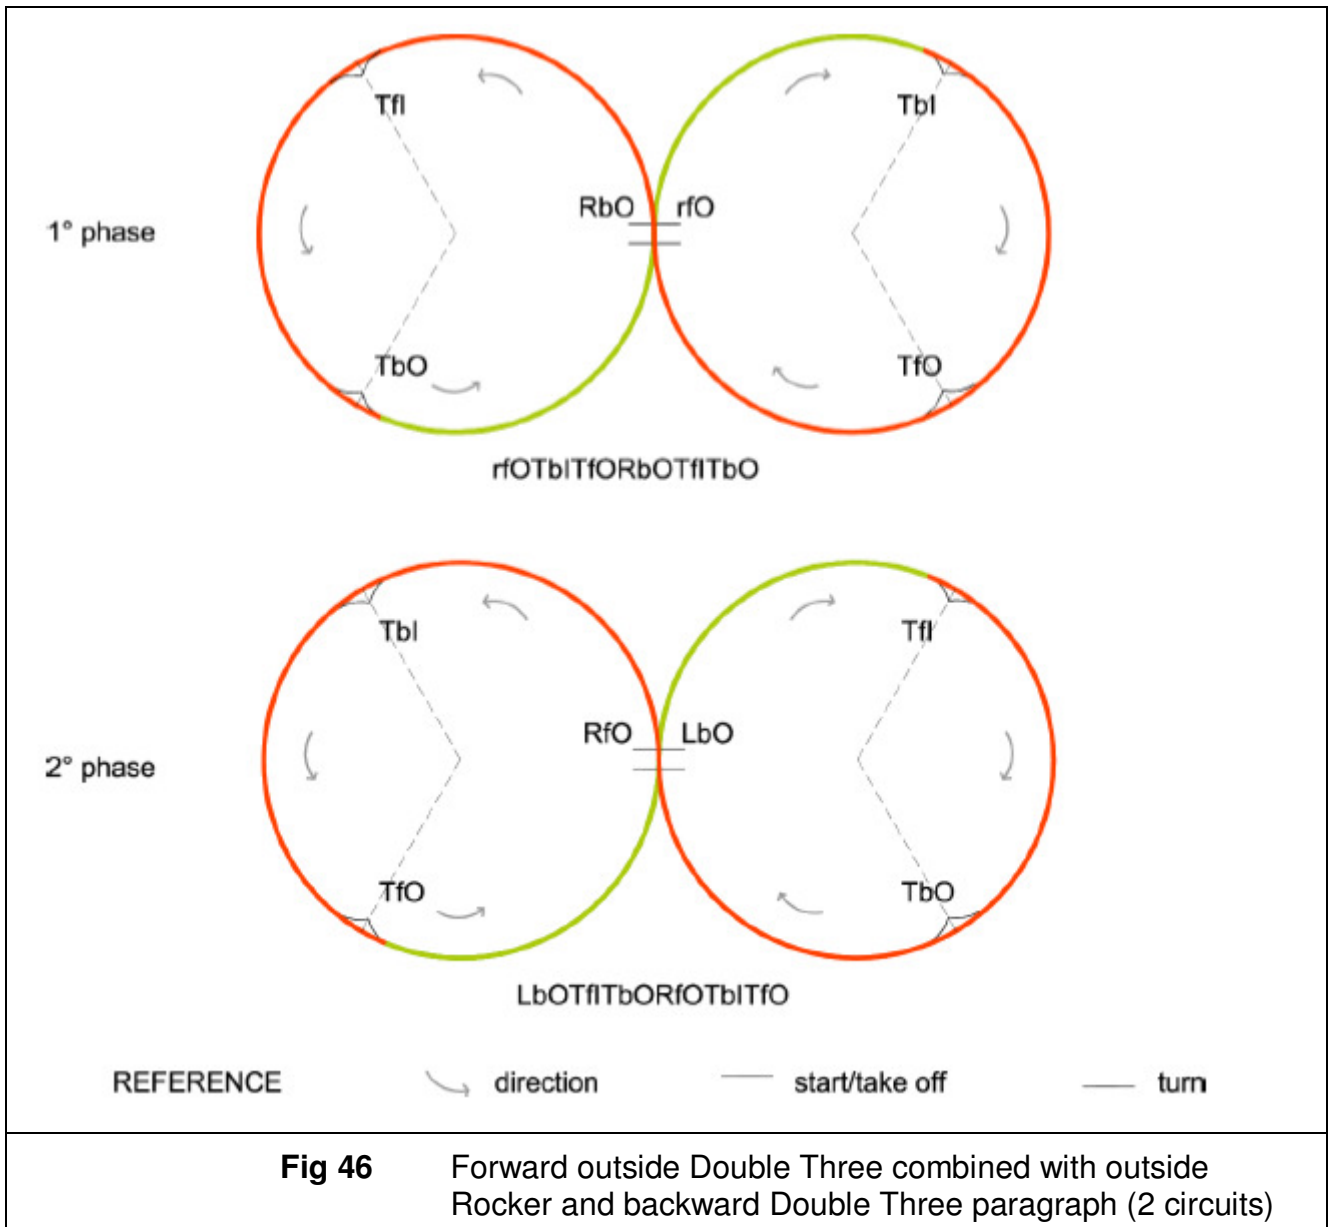 TfI
TbI
RbO rfO
1° phase
TbO
TfO
rfOTbITfORbOTfITbO
TbI
TfI
RfO LbO
2° phase
TfO
TbO
LbOTfITbORfOTbITfO
REFERENCE direction start/take off turn
Fig 46 Forward outside Double Three combined with outside
Rocker and backward Double Three paragraph (2 circuits)